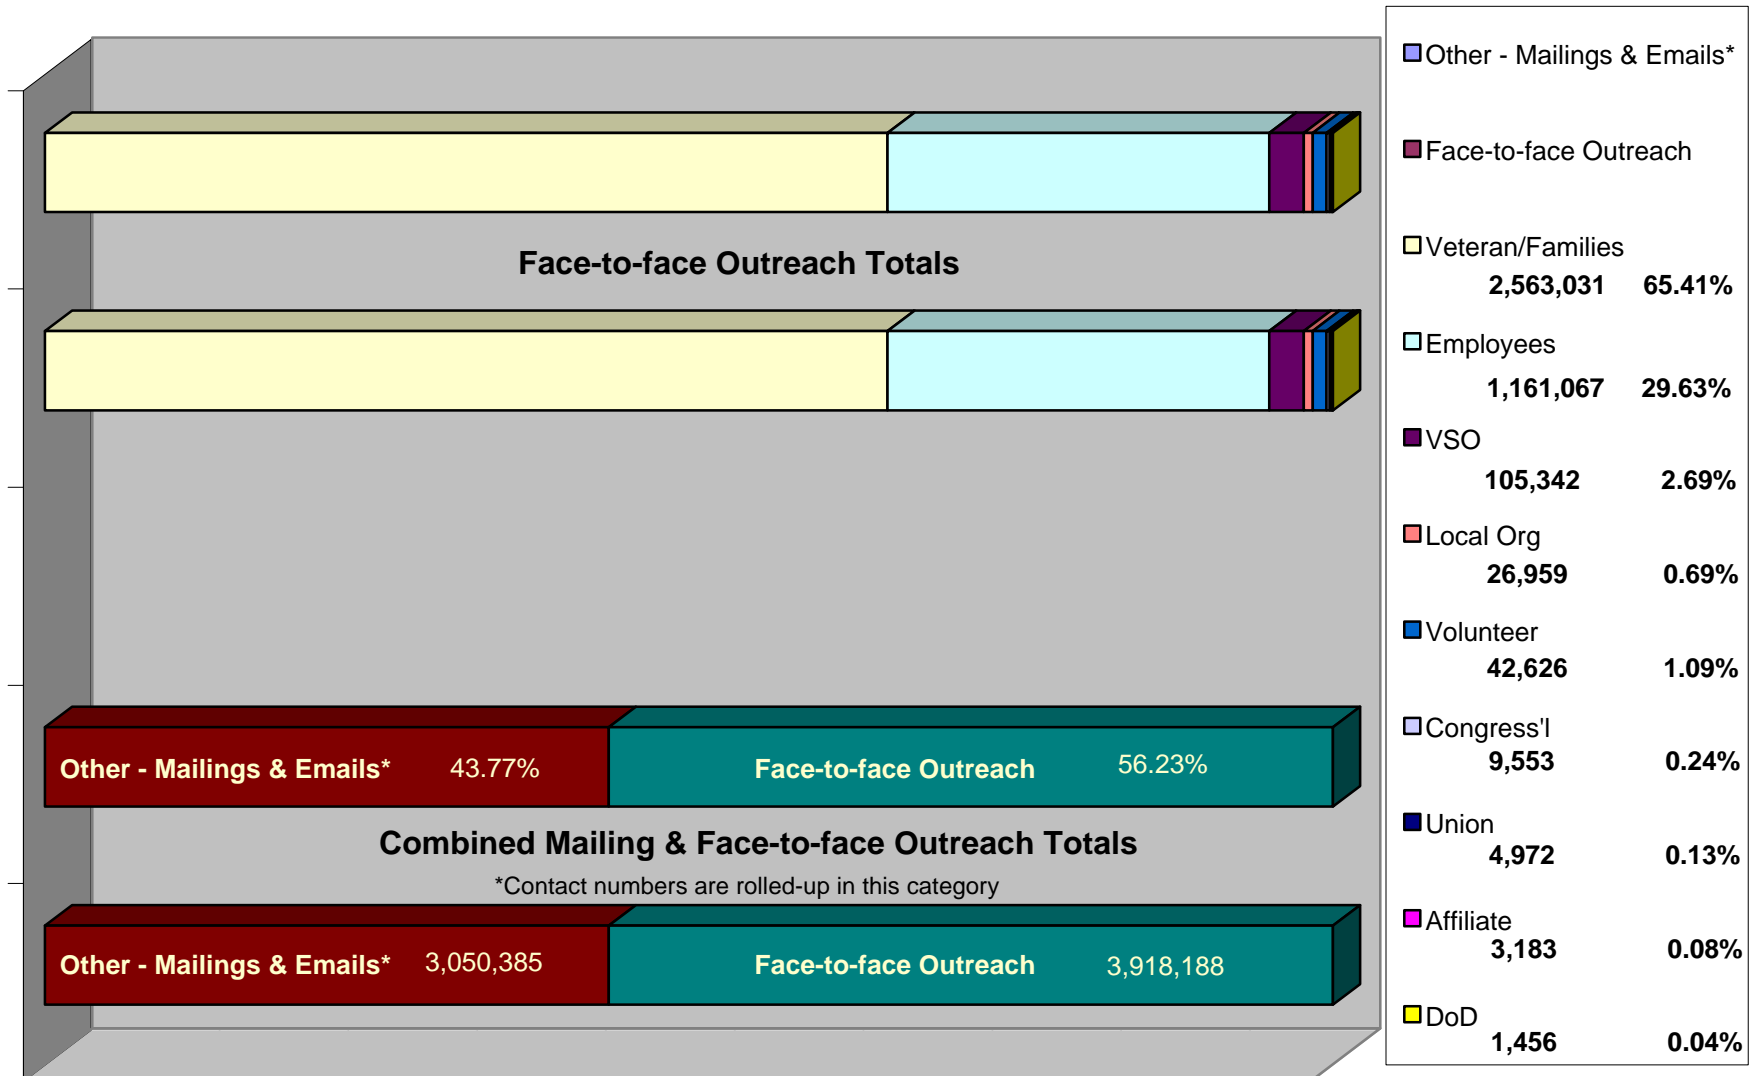 Face-to-face Outreach Totals
Other - Mailings & Emails* 43.77% Face-to-face Outreach 56.23%
Combined Mailing & Face-to-face Outreach Totals
*Contact numbers are rolled-up in this category
Other - Mailings & Emails* 3,050,385 Face-to-face Outreach 3,918,188
Other - Mailings & Emails*
Face-to-face Outreach
Veteran/Families
2,563,031 65.41%
Employees
1,161,067 29.63%
VSO
105,342 2.69%
Local Org
26,959 0.69%
Volunteer
42,626 1.09%
Congress'l
9,553 0.24%
Union
4,972 0.13%
Affiliate
3,183 0.08%
DoD
1,456 0.04%